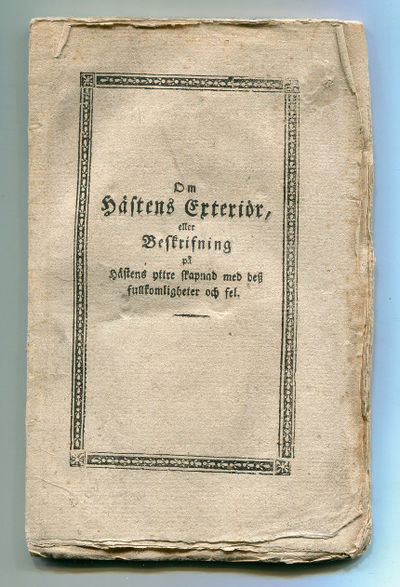 Om
Hästens Exteriör,
eller
Beskrifning
på
Hästens yttre skapnad med deß
fullkomligheter och fel.